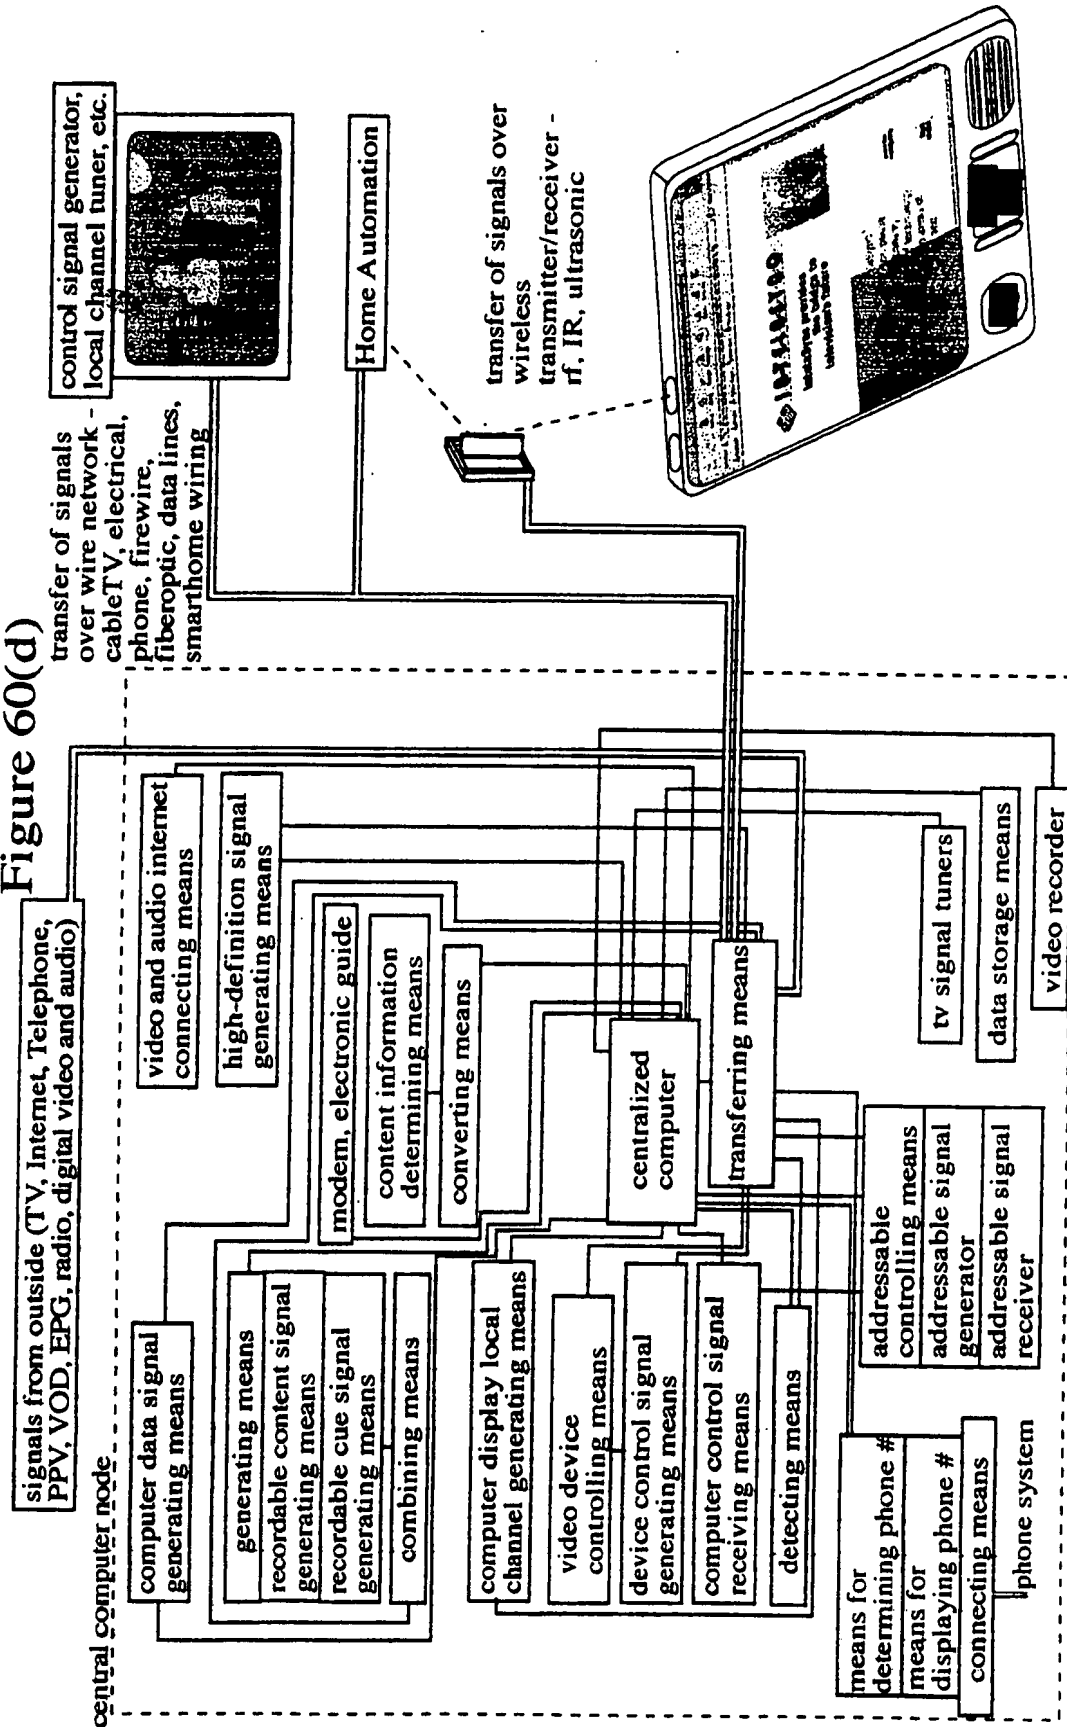 Figure 60(d)
signals from outside (TV, Internet, Telephone,
PPV, VOD, EPG, radio, digital video and audio)
central computer node
computer data signal
generating means
generating means
recordable content signal
generating means
recordable cue signal
generating means
combining means
computer display local
channel generating means
video device
controlling means
device control signal
generating means
computer control signal
receiving means
detecting means
means for
determining phone #
means for
displaying phone #
connecting means
phone system
video and audio internet
connecting means
high-definition signal
generating means
modem, electronic guide
content information
determining means
converting means
centralized
computer
transferring means
addressable
controlling means
addressable signal
generator
addressable signal
receiver
tv signal tuners
data storage means
video recorder
transfer of signals
over wire network -
cableTV, electrical,
phone, firewire,
fiberoptic, data lines,
smarthome wiring
control signal generator,
local channel tuner, etc.
Home Automation
transfer of signals over
wireless
transmitter/receiver -
rf, IR, ultrasonic